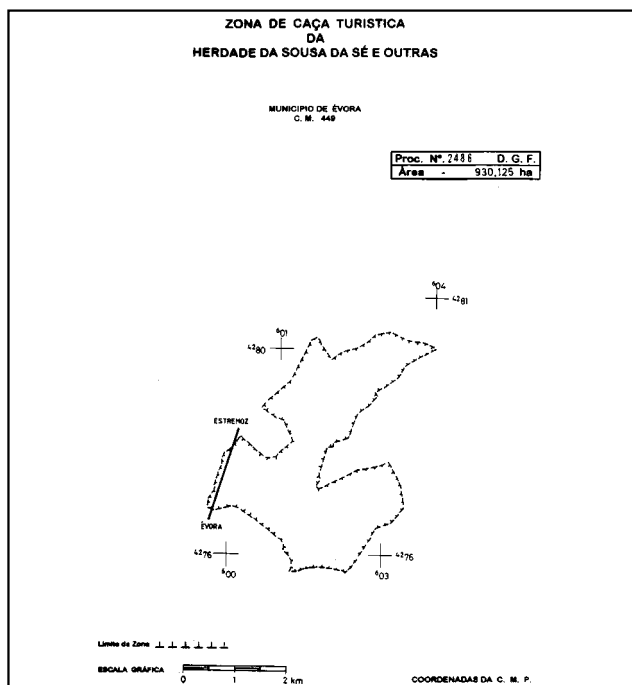 ZONA DE CAÇA TURISTICA
DA
HERDADE DA SOUSA DA SÉ E OUTRAS
MUNICIPIO DE ÉVORA
C. M. 449
Proc. Nº. 2486 D. G. F.
Área - 930,125 ha
604
4281
601
4280
ESTREMOZ
ÉVORA
4276
600
4276
603
Limite da Zona
ESCALA GRÁFICA
0 1 2 km
COORDENADAS DA C. M. P.